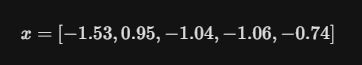 x = [−1.53, 0.95, −1.04, −1.06, −0.74]